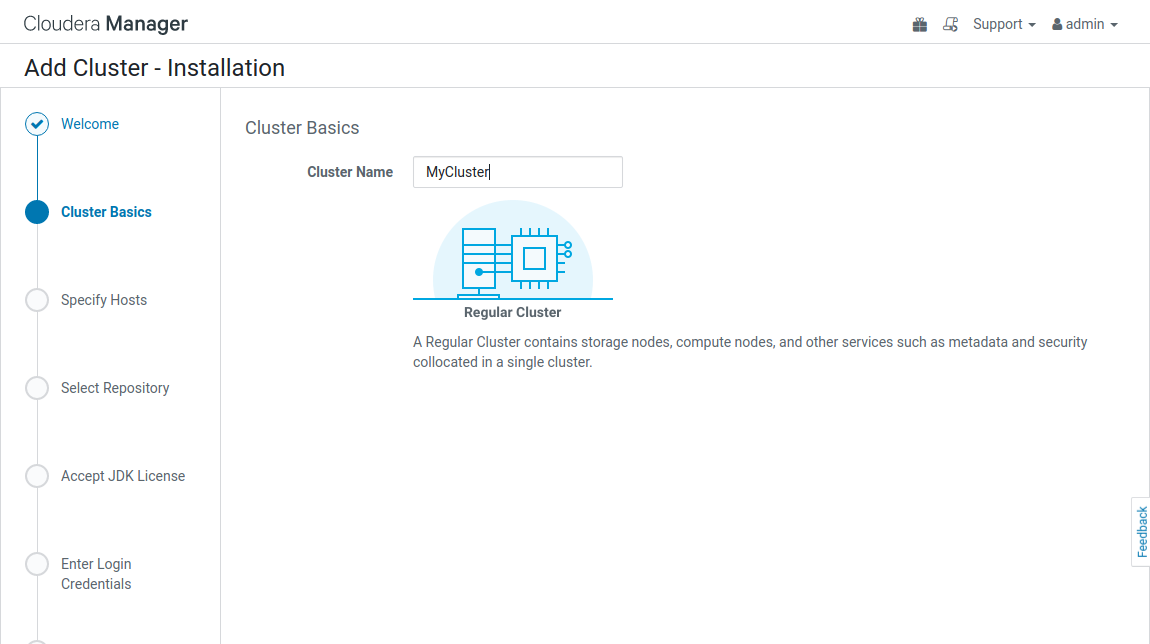 Cloudera Manager
Support
admin
Add Cluster - Installation
Welcome
Cluster Basics
Specify Hosts
Select Repository
Accept JDK License
Enter Login
Credentials
Cluster Basics
Cluster Name
MyCluster
Regular Cluster
A Regular Cluster contains storage nodes, compute nodes, and other services such as metadata and security
collocated in a single cluster.
Feedback